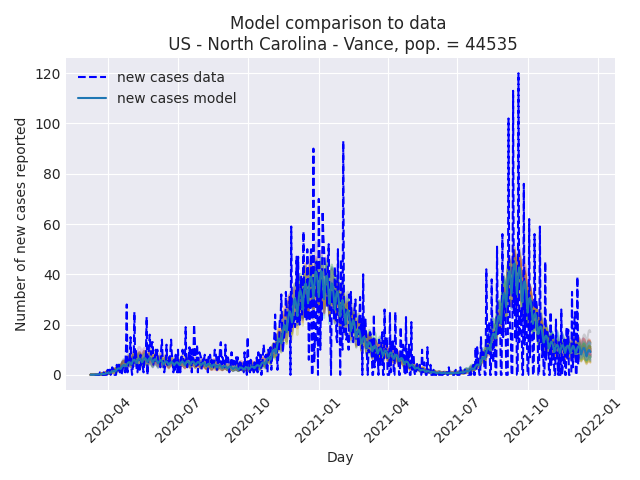 Model comparison to data
US - North Carolina - Vance, pop. = 44535
new cases data
new cases model
Number of new cases reported
120
100
80
60
40
20
0
2020-04
2020-07
2020-10
2021-01
2021-04
2021-07
2021-10
2022-01
Day